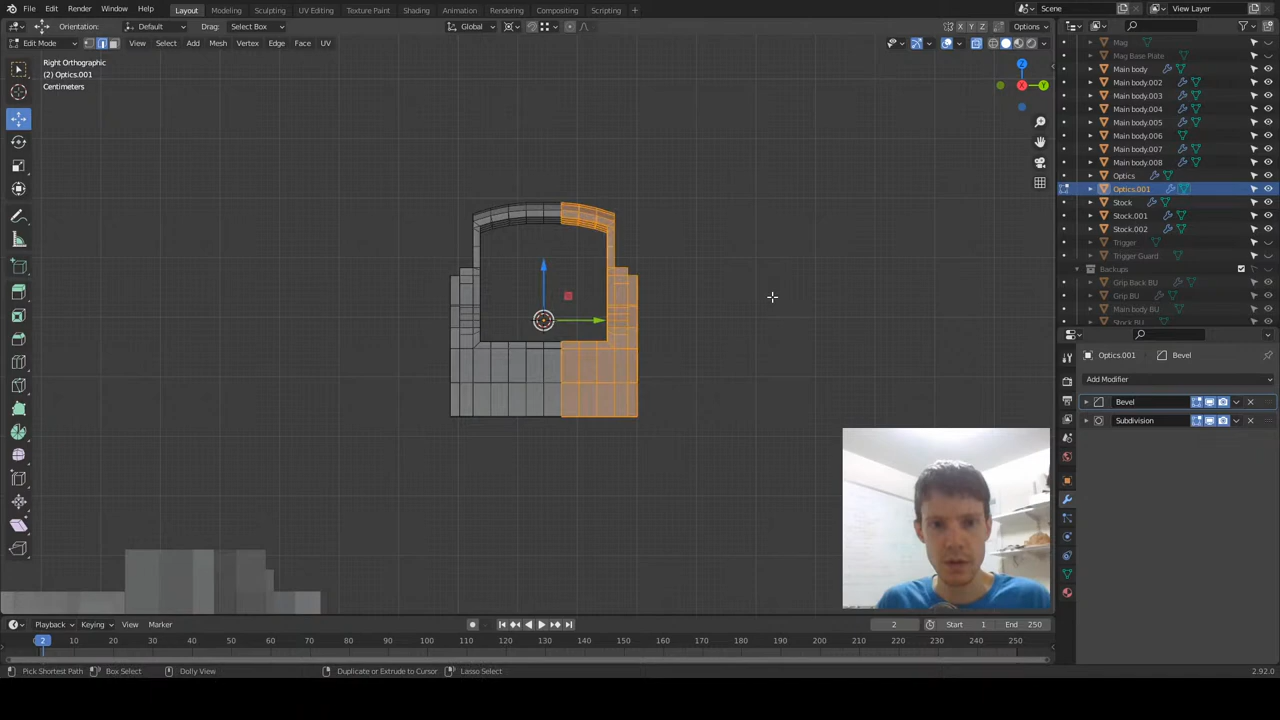 File Edit Render Window Help Layout Modeling Sculpting UV Editing Texture Paint Shading Animation Rendering Compositing Scripting + Scene View Layer
Orientation: Default Drag: Select Box Global X Y Z Options
Edit Mode View Select Add Mesh Vertex Edge Face UV
Right Orthographic
(2) Optics.001
Centimeters
Z
X
Y
Mag
Mag Base Plate
Main body
Main body.002
Main body.003
Main body.004
Main body.005
Main body.006
Main body.007
Main body.008
Optics
Optics.001
Stock
Stock.001
Stock.002
Trigger
Trigger Guard
Backups
Grip Back BU
Grip BU
Main body BU
Stock BU
Optics.001 Bevel
Add Modifier
Bevel
Subdivision
Playback Keying View Marker 2 Start 1 End 250
2 10 20 30 40 50 60 70 80 90 100 110 120 130 140 150 160 170 180 190 200 210 220 230 240 250
Pick Shortest Path Box Select Dolly View Duplicate or Extrude to Cursor Lasso Select 2.92.0